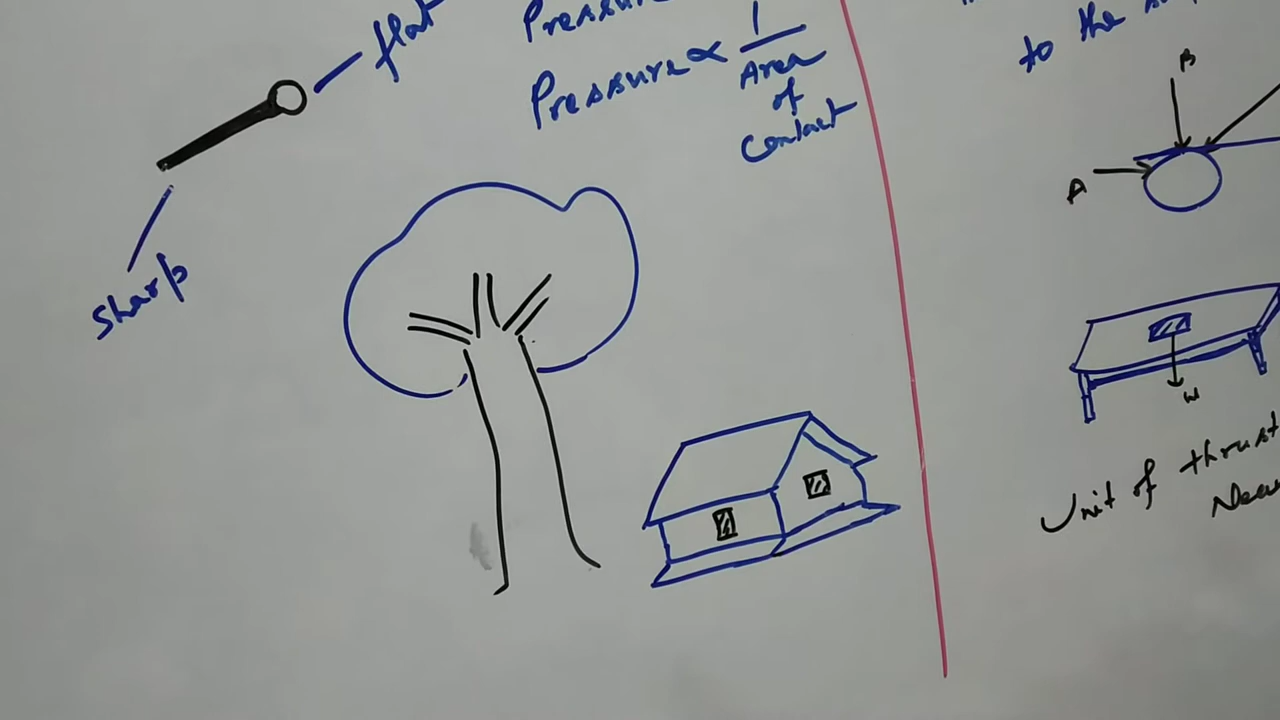 flat
Pressure
Pressure ∝ 1
Area
of
Contact
Sharp
to the
B
A
W
Unit of thrust